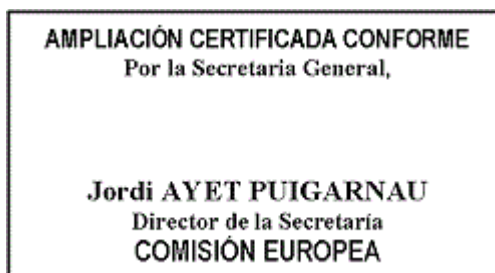 AMPLIACIÓN CERTIFICADA CONFORME
Por la Secretaria General,
Jordi AYET PUIGARNAU
Director de la Secretaría
COMISIÓN EUROPEA